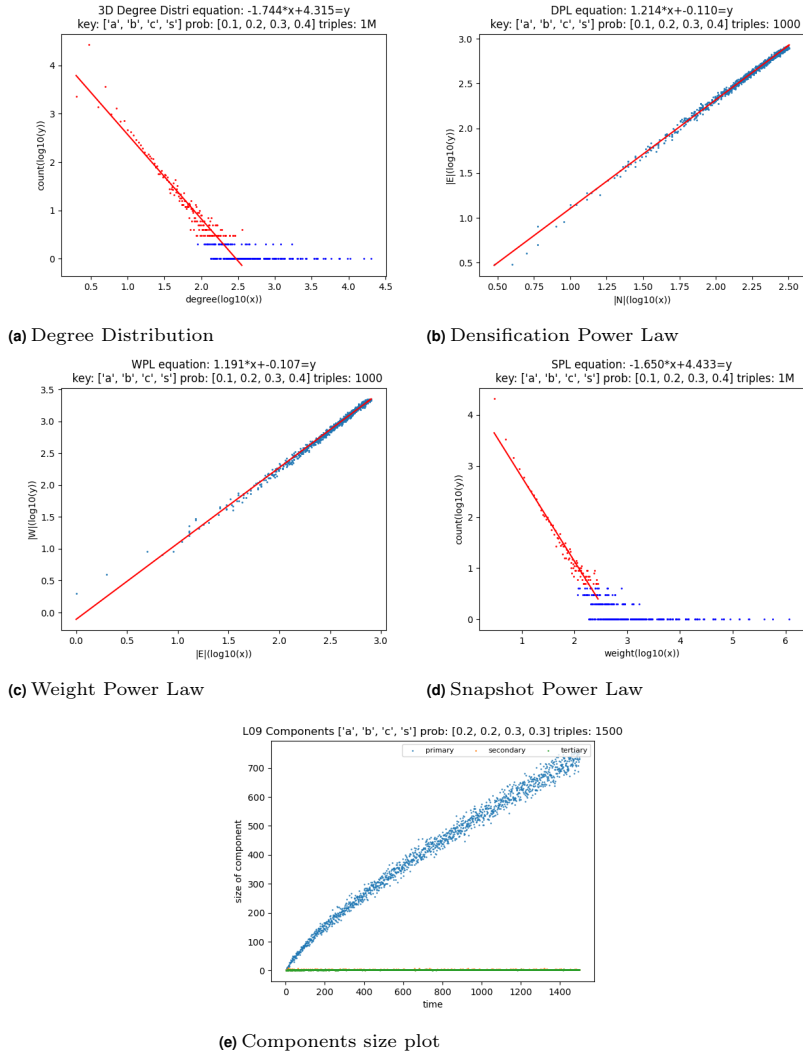 3D Degree Distri equation: -1.744*x+4.315=y
key: ['a', 'b', 'c', 's'] prob: [0.1, 0.2, 0.3, 0.4] triples: 1M
count(log10(y))
4
3
2
1
0
0.5 1.0 1.5 2.0 2.5 3.0 3.5 4.0 4.5
degree(log10(x))
(a) Degree Distribution
DPL equation: 1.214*x+-0.110=y
key: ['a', 'b', 'c', 's'] prob: [0.1, 0.2, 0.3, 0.4] triples: 1000
|E|(log10(y))
3.0
2.5
2.0
1.5
1.0
0.5
0.50 0.75 1.00 1.25 1.50 1.75 2.00 2.25 2.50
|N|(log10(x))
(b) Densification Power Law
WPL equation: 1.191*x+-0.107=y
key: ['a', 'b', 'c', 's'] prob: [0.1, 0.2, 0.3, 0.4] triples: 1000
|W|(log10(y))
3.5
3.0
2.5
2.0
1.5
1.0
0.5
0.0
0.0 0.5 1.0 1.5 2.0 2.5 3.0
|E|(log10(x))
(c) Weight Power Law
SPL equation: -1.650*x+4.433=y
key: ['a', 'b', 'c', 's'] prob: [0.1, 0.2, 0.3, 0.4] triples: 1M
count(log10(y))
4
3
2
1
0
1 2 3 4 5 6
weight(log10(x))
(d) Snapshot Power Law
L09 Components ['a', 'b', 'c', 's'] prob: [0.2, 0.2, 0.3, 0.3] triples: 1500
primary secondary tertiary
size of component
700
600
500
400
300
200
100
0
0 200 400 600 800 1000 1200 1400
time
(e) Components size plot